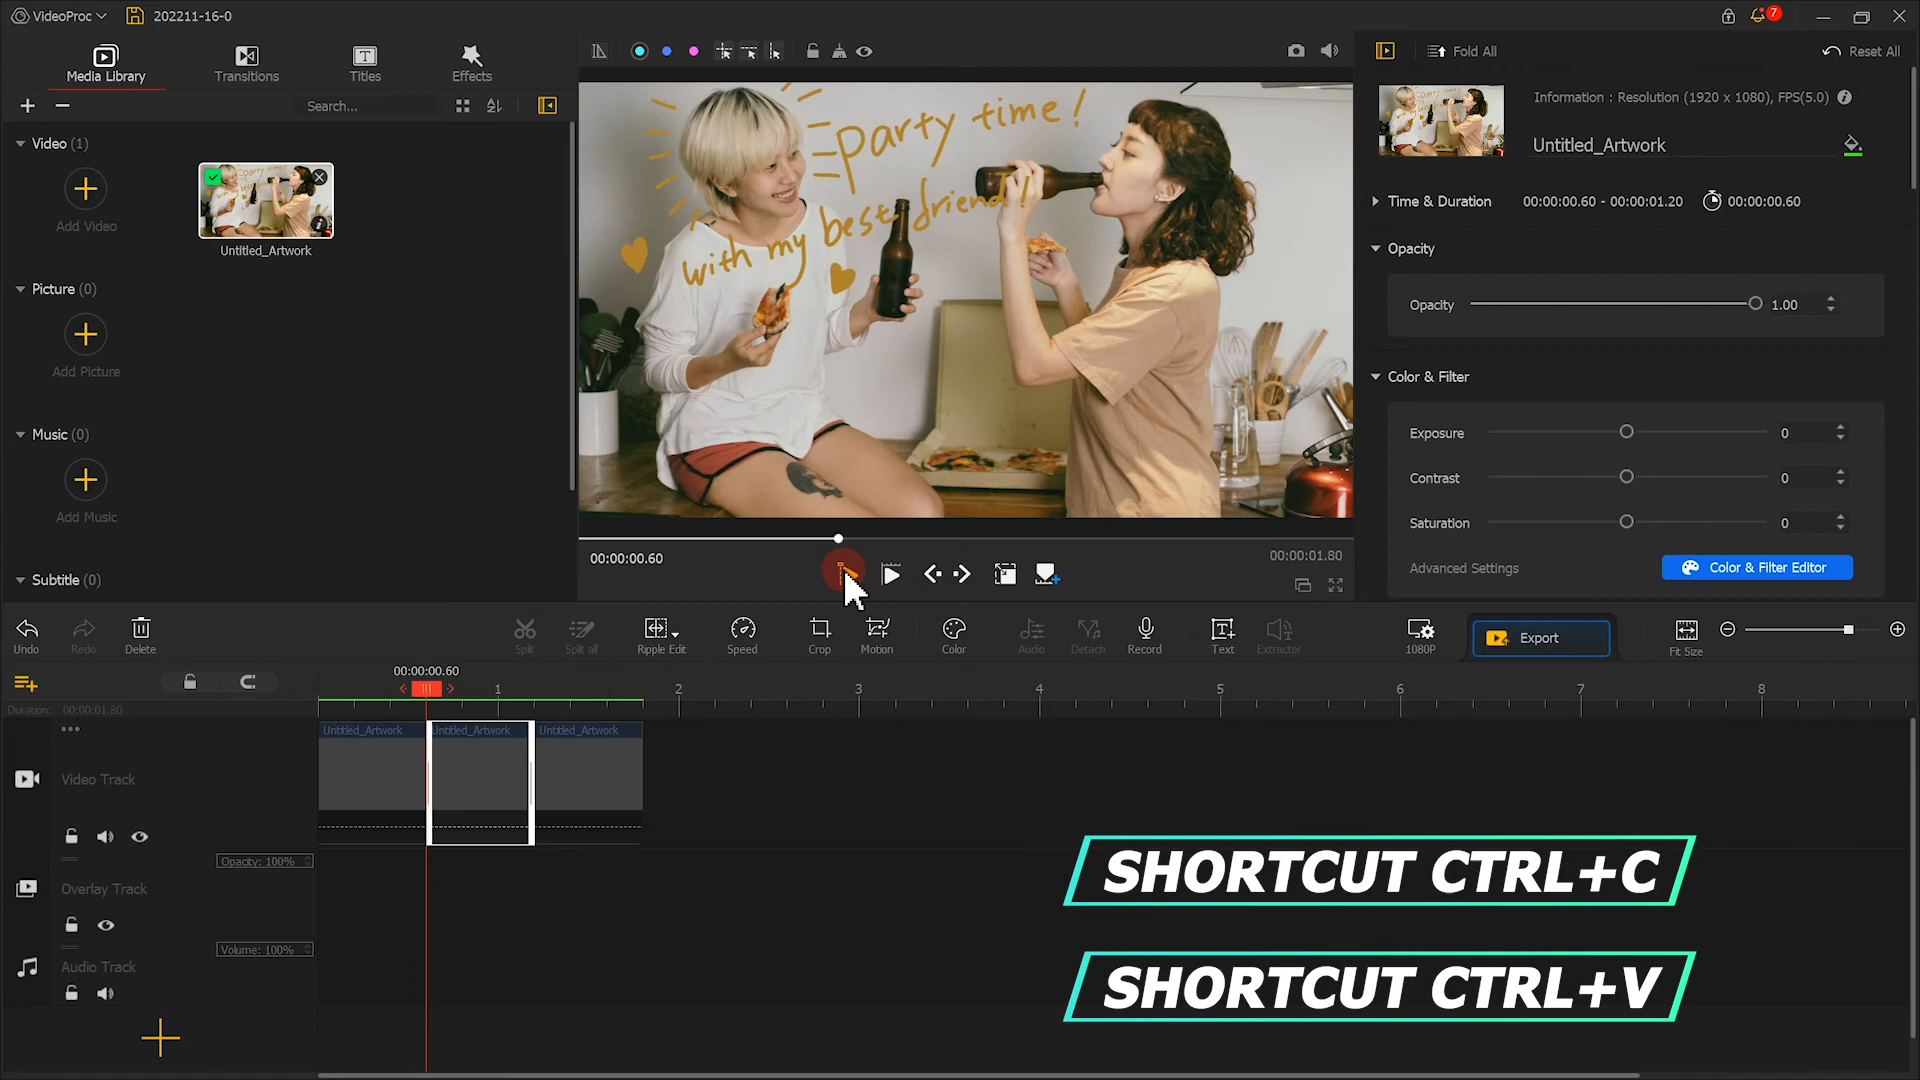 VideoProc
202211-16-0
7
Media Library
Transitions
Titles
Effects
Search...
Video (1)
Add Video
Untitled_Artwork
Picture (0)
Add Picture
Music (0)
Add Music
Subtitle (0)
party time!
with my best friend!
00:00:00.60
00:00:01.80
Fold All
Reset All
Information : Resolution (1920 x 1080), FPS(5.0)
Untitled_Artwork
Time & Duration
00:00:00.60 - 00:00:01.20
00:00:00.60
Opacity
Opacity
1.00
Color & Filter
Exposure
0
Contrast
0
Saturation
0
Advanced Settings
Color & Filter Editor
Undo
Redo
Delete
Split
Split all
Ripple Edit
Speed
Crop
Motion
Color
Audio
Detach
Record
Text
Extractor
1080P
Export
Fit Size
00:00:00.60
1
2
3
4
5
6
7
8
Duration: 00:00:01.80
Untitled_Artwork
Untitled_Artwork
Untitled_Artwork
Video Track
Opacity: 100%
Overlay Track
Volume: 100%
Audio Track
SHORTCUT CTRL+C
SHORTCUT CTRL+V